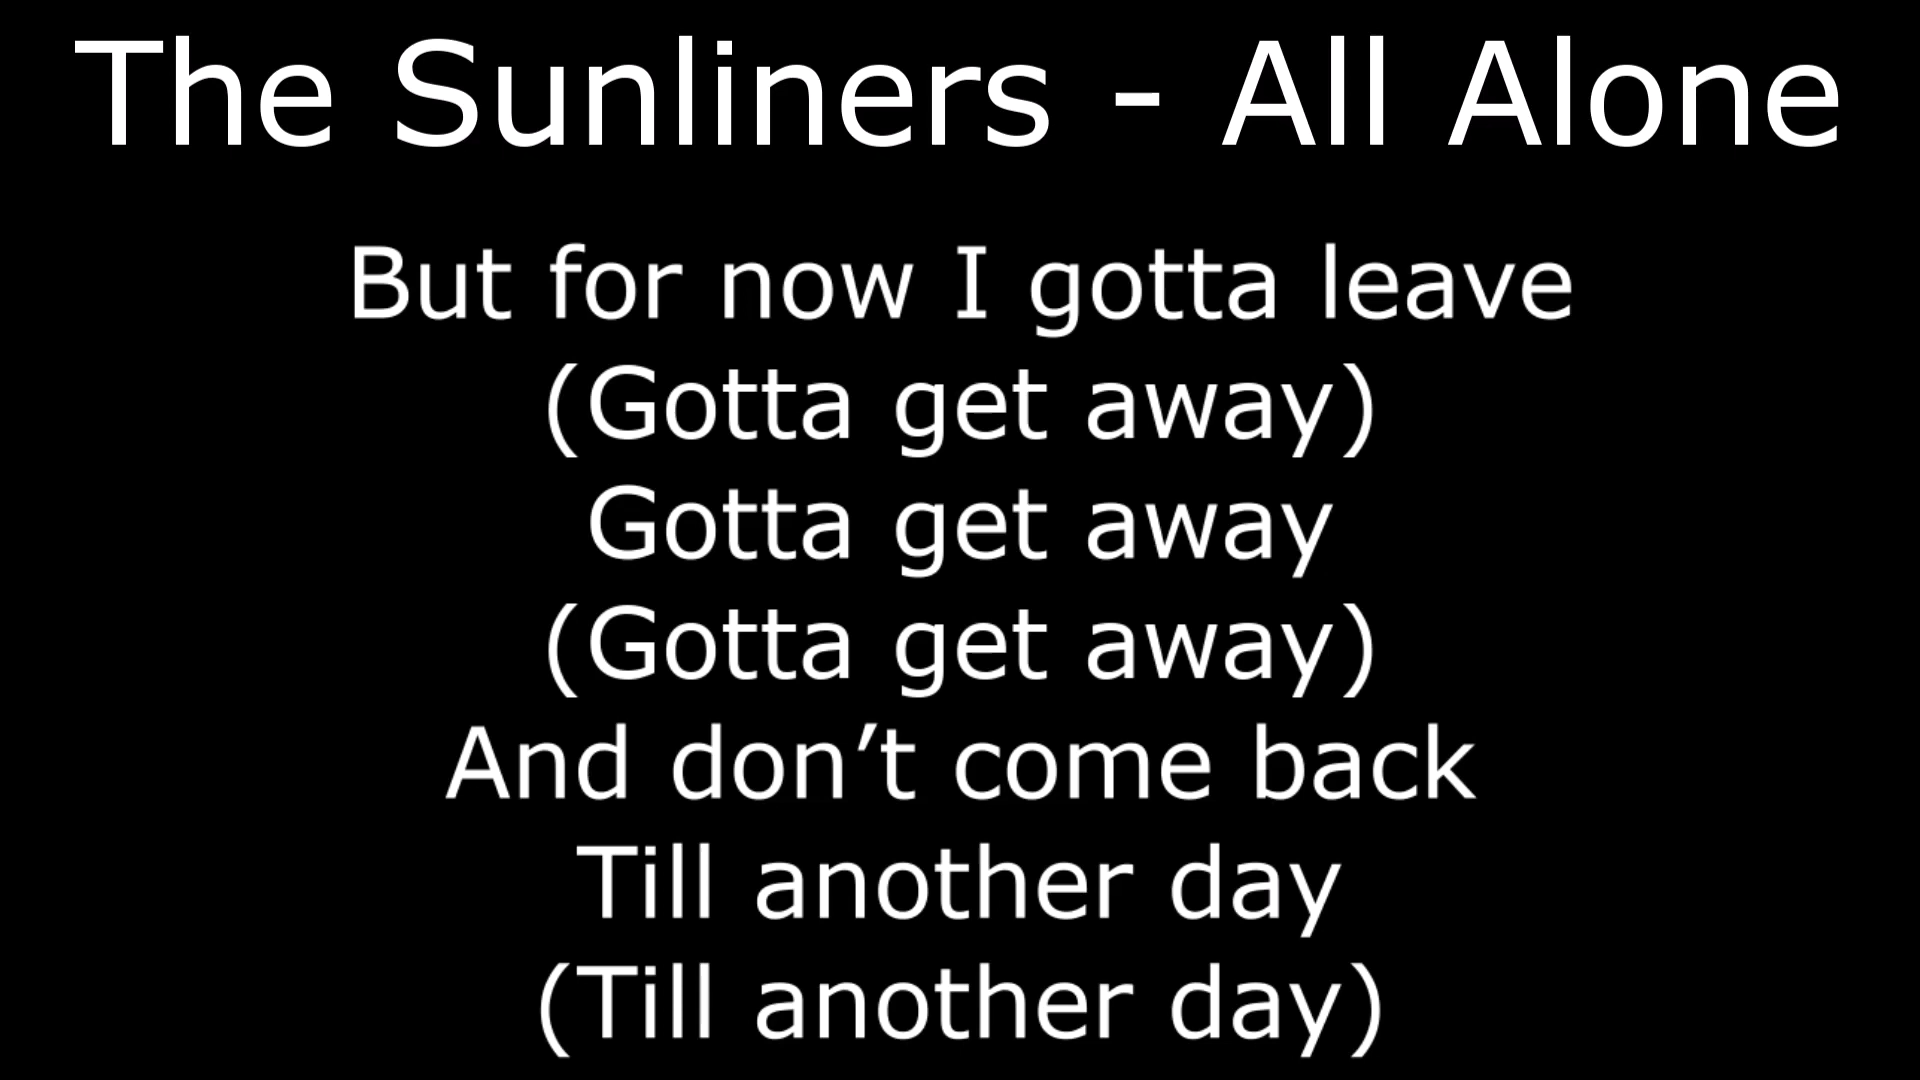 The Sunliners - All Alone
But for now I gotta leave
(Gotta get away)
Gotta get away
(Gotta get away)
And don’t come back
Till another day
(Till another day)